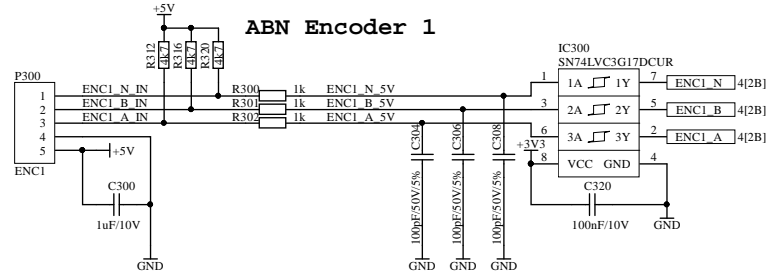 ABN Encoder 1
+5V
R312
4k7
R316
4k7
R320
4k7
IC300
SN74LVC3G17DCUR
P300
1
2
3
4
5
ENC1
ENC1_N_IN
R300
1k
ENC1_N_5V
ENC1_B_IN
R301
1k
ENC1_B_5V
ENC1_A_IN
R302
1k
ENC1_A_5V
1
1A
1Y
7
ENC1_N
4[2B]
3
2A
2Y
5
ENC1_B
4[2B]
6
3A
3Y
2
ENC1_A
4[2B]
+3V3
8
VCC
GND
4
+5V
C300
1uF/10V
GND
C304
100pF/50V/5%
GND
C306
100pF/50V/5%
GND
C308
100pF/50V/5%
GND
C320
100nF/10V
GND